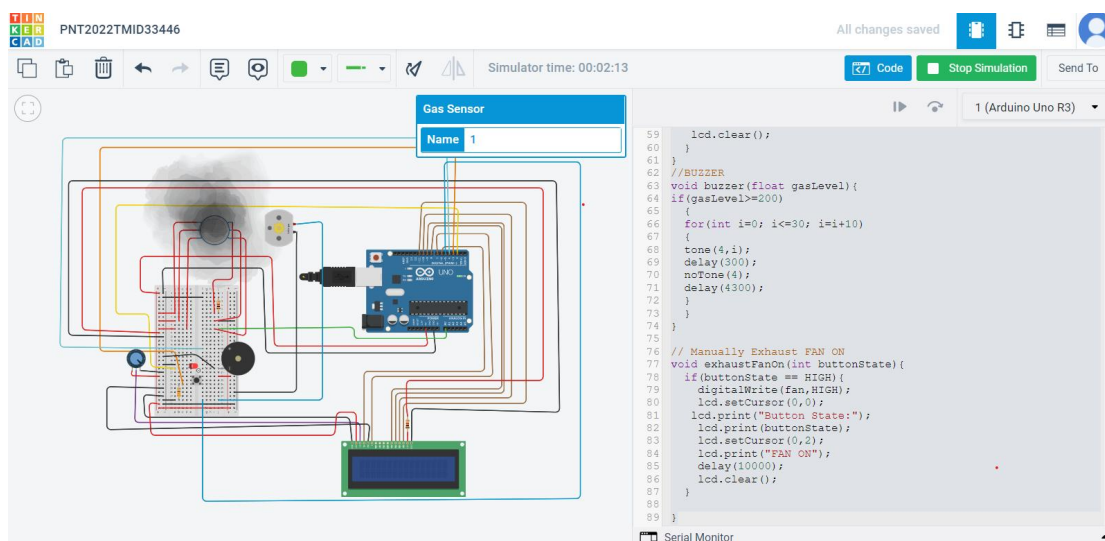 TIN
KER
CAD
PNT2022TMID33446
All changes saved
Simulator time: 00:02:13
Code
Stop Simulation
Send To
Gas Sensor
Name 1
1 (Arduino Uno R3)
UNO
ARDUINO
59 lcd.clear();
60 }
61 }
62 //BUZZER
63 void buzzer(float gasLevel){
64 if(gasLevel>=200)
65 {
66 for(int i=0; i<=30; i=i+10)
67 {
68 tone(4,i);
69 delay(300);
70 noTone(4);
71 delay(4300);
72 }
73 }
74 }
75
76 // Manually Exhaust FAN ON
77 void exhaustFanOn(int buttonState){
78 if(buttonState == HIGH){
79 digitalWrite(fan,HIGH);
80 lcd.setCursor(0,0);
81 lcd.print("Button State:");
82 lcd.print(buttonState);
83 lcd.setCursor(0,2);
84 lcd.print("FAN ON");
85 delay(10000);
86 lcd.clear();
87 }
88
89 }
Serial Monitor